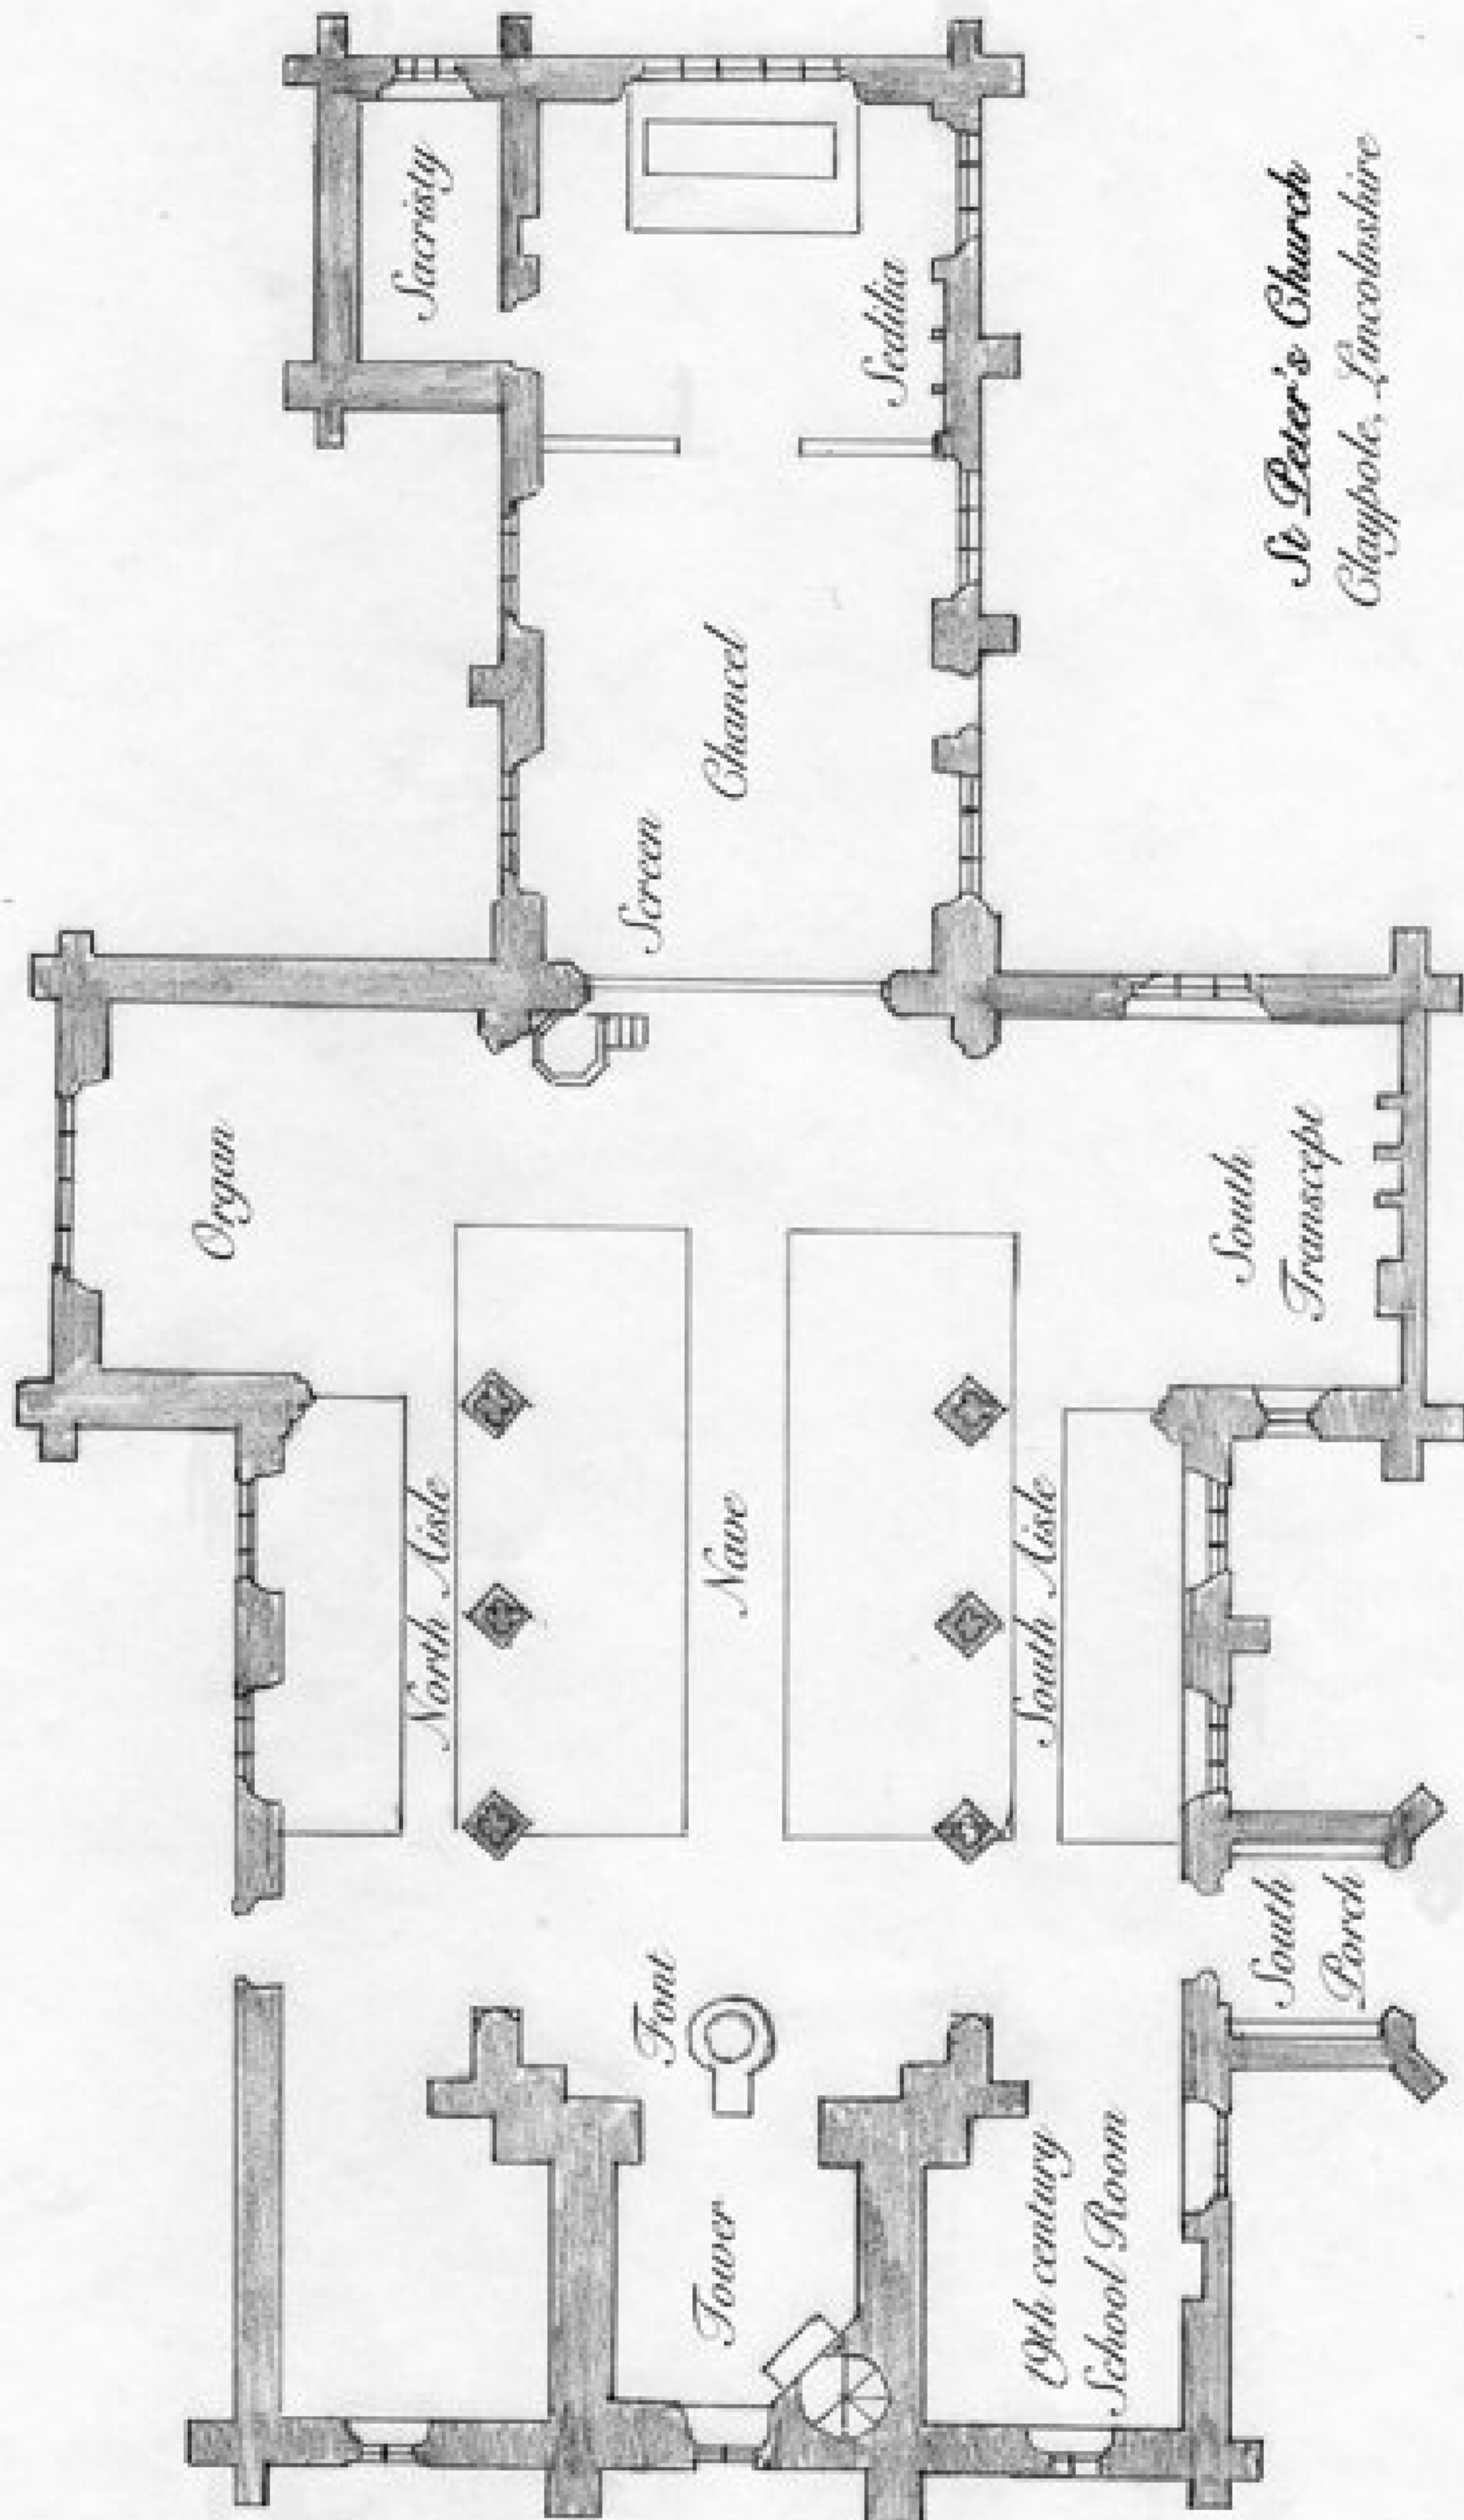 Sacristy
Sedilia
Chancel
Screen
Organ
South
Transcept
North Aisle
Nave
South Aisle
Font
Tower
19th century
School Room
South
Porch
St Peter's Church
Claypole, Lincolnshire